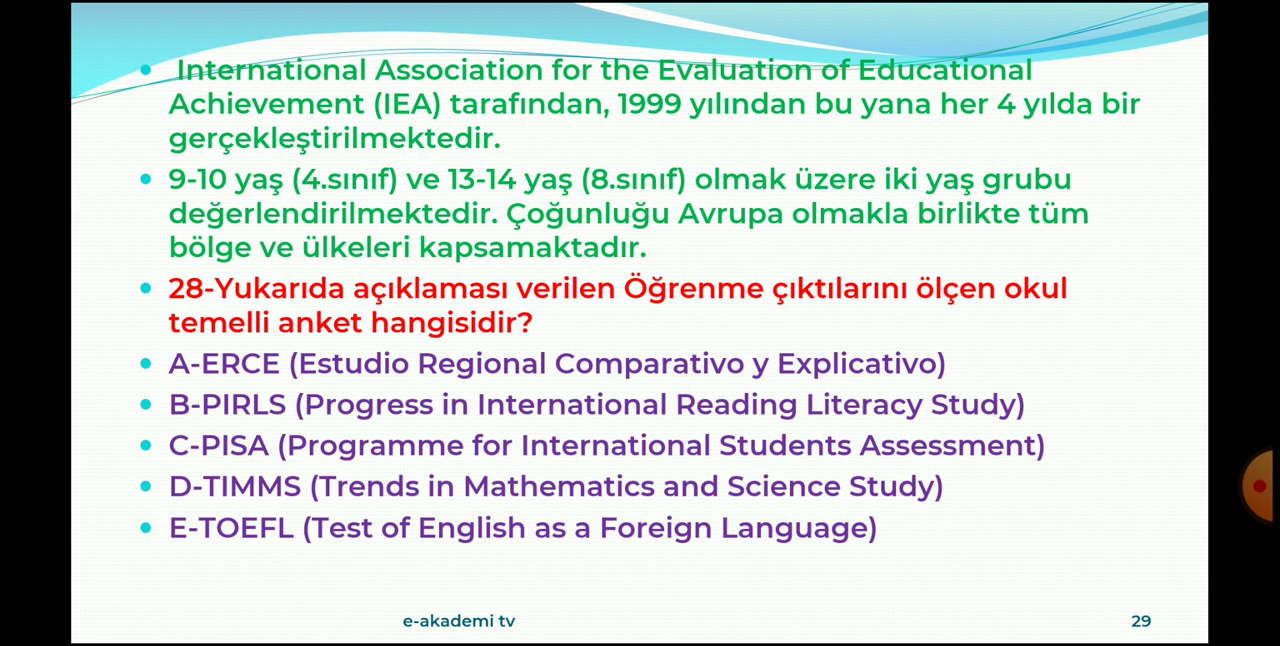 International Association for the Evaluation of Educational
Achievement (IEA) tarafından, 1999 yılından bu yana her 4 yılda bir
gerçekleştirilmektedir.
9-10 yaş (4.sınıf) ve 13-14 yaş (8.sınıf) olmak üzere iki yaş grubu
değerlendirilmektedir. Çoğunluğu Avrupa olmakla birlikte tüm
bölge ve ülkeleri kapsamaktadır.
28-Yukarıda açıklaması verilen Öğrenme çıktılarını ölçen okul
temelli anket hangisidir?
A-ERCE (Estudio Regional Comparativo y Explicativo)
B-PIRLS (Progress in International Reading Literacy Study)
C-PISA (Programme for International Students Assessment)
D-TIMMS (Trends in Mathematics and Science Study)
E-TOEFL (Test of English as a Foreign Language)
e-akademi tv
29